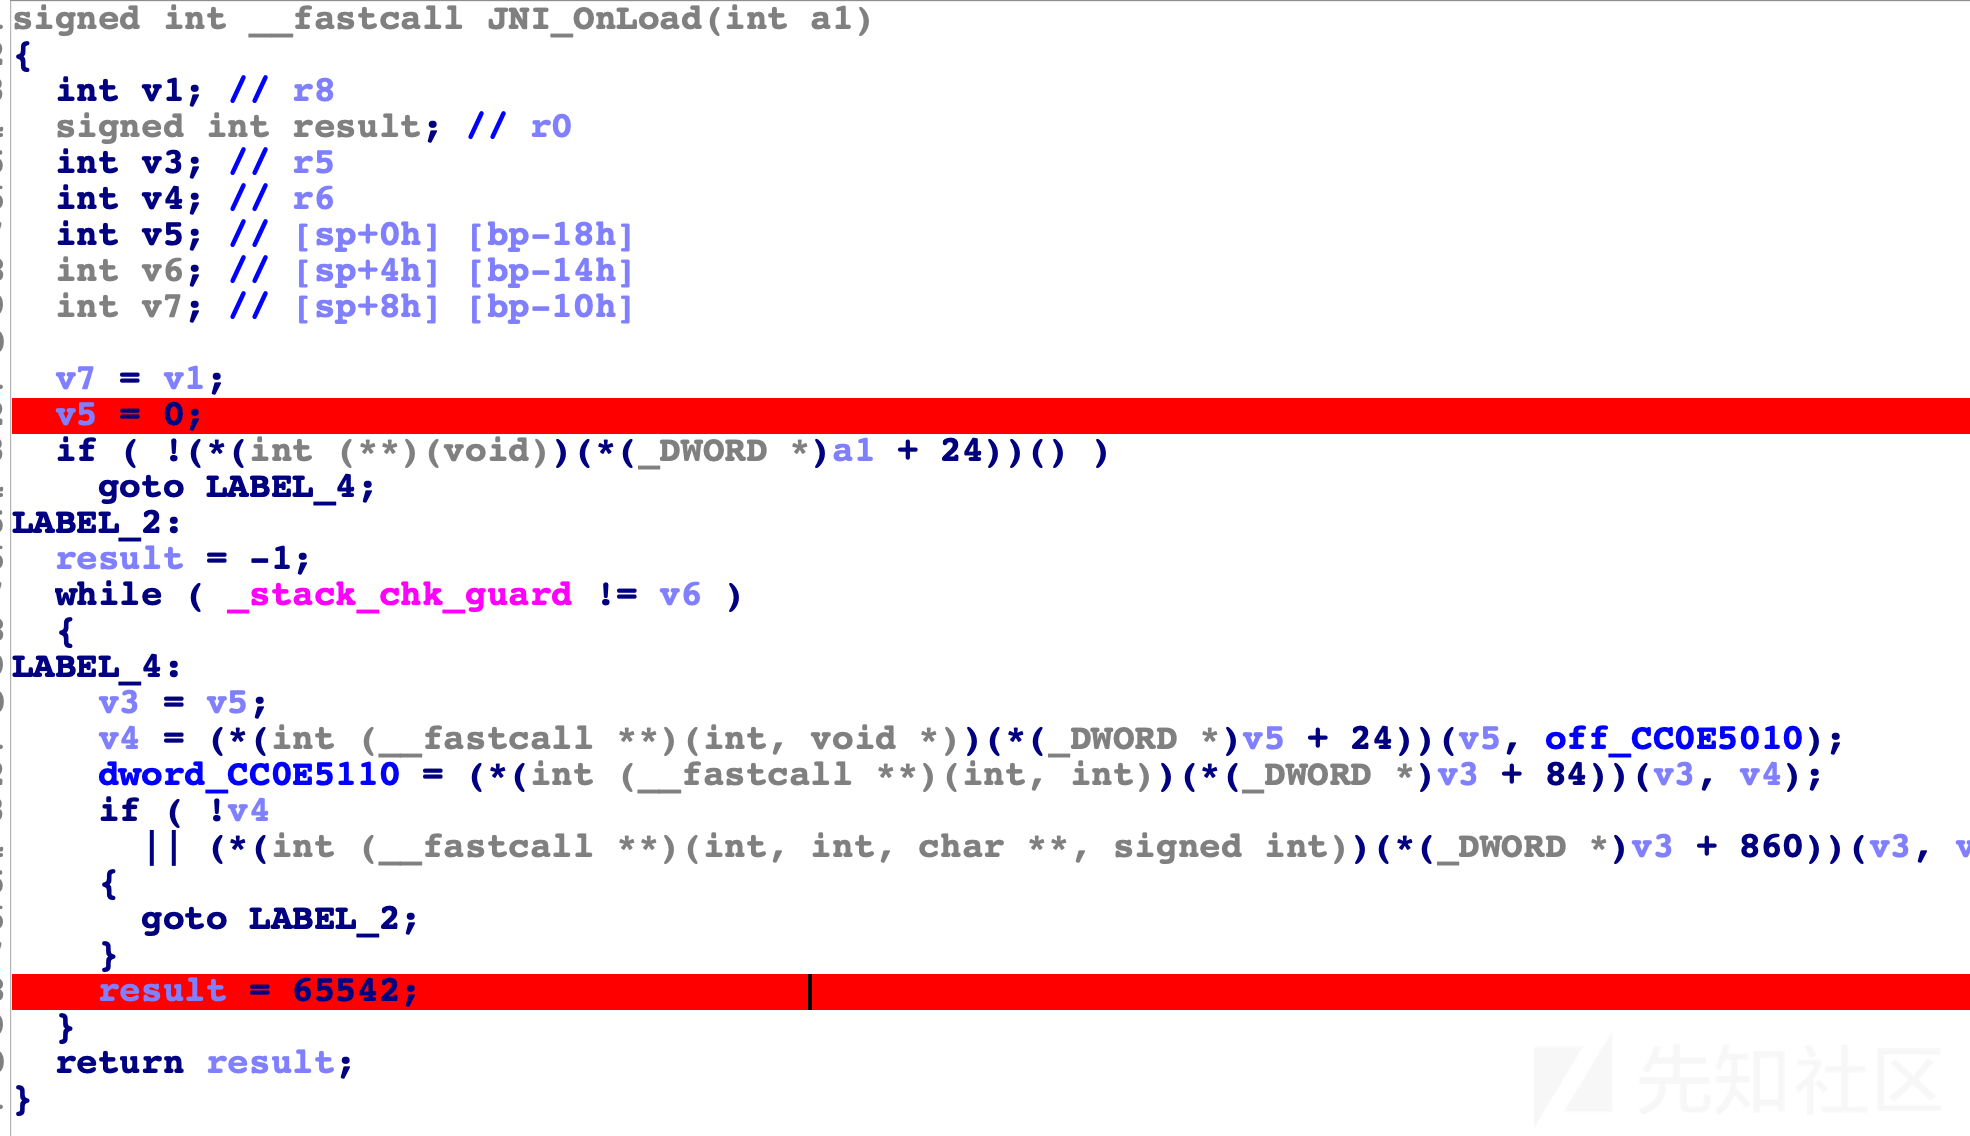 signed int __fastcall JNI_OnLoad(int a1)
{
  int v1; // r8
  signed int result; // r0
  int v3; // r5
  int v4; // r6
  int v5; // [sp+0h] [bp-18h]
  int v6; // [sp+4h] [bp-14h]
  int v7; // [sp+8h] [bp-10h]

  v7 = v1;
  v5 = 0;
  if ( !(*(int (**)(void))(*(_DWORD *)a1 + 24))() )
    goto LABEL_4;
LABEL_2:
  result = -1;
  while ( _stack_chk_guard != v6 )
  {
LABEL_4:
    v3 = v5;
    v4 = (*(int (__fastcall **)(int, void *))(*(_DWORD *)v5 + 24))(v5, off_CC0E5010);
    dword_CC0E5110 = (*(int (__fastcall **)(int, int))(*(_DWORD *)v3 + 84))(v3, v4);
    if ( !v4
      || (*(int (__fastcall **)(int, int, char **, signed int))(*(_DWORD *)v3 + 860))(v3,
    {
      goto LABEL_2;
    }
    result = 65542;
  }
  return result;
}
先知社区